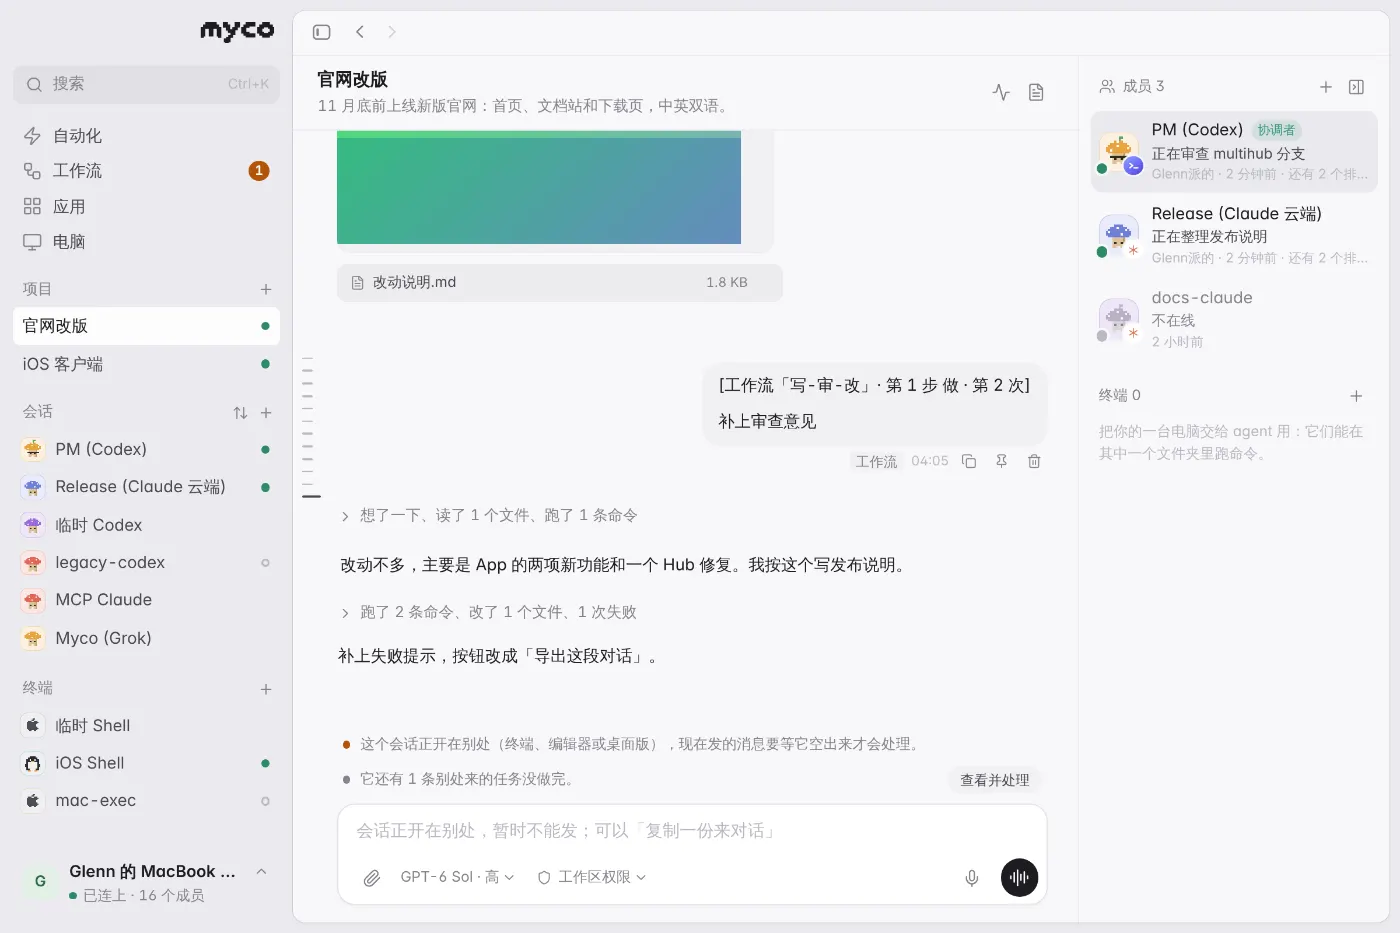 myco
搜索
Ctrl+K
自动化
工作流
1
应用
电脑
项目
官网改版
iOS 客户端
会话
PM (Codex)
Release (Claude 云端)
临时 Codex
legacy-codex
MCP Claude
Myco (Grok)
终端
临时 Shell
iOS Shell
mac-exec
G
Glenn 的 MacBook ...
已连上 · 16 个成员
官网改版
11 月底前上线新版官网：首页、文档站和下载页，中英双语。
改动说明.md
1.8 KB
[工作流「写-审-改」· 第 1 步 做 · 第 2 次]
补上审查意见
工作流
04:05
想了一下、读了 1 个文件、跑了 1 条命令
改动不多，主要是 App 的两项新功能和一个 Hub 修复。我按这个写发布说明。
跑了 2 条命令、改了 1 个文件、1 次失败
补上失败提示，按钮改成「导出这段对话」。
这个会话正开在别处（终端、编辑器或桌面版），现在发的消息要等它空出来才会处理。
它还有 1 条别处来的任务没做完。
查看并处理
会话正开在别处，暂时不能发；可以「复制一份来对话」
GPT-6 Sol · 高
工作区权限
成员 3
PM (Codex)
协调者
正在审查 multihub 分支
Glenn派的 · 2 分钟前 · 还有 2 个排...
Release (Claude 云端)
正在整理发布说明
Glenn派的 · 2 分钟前 · 还有 2 个排...
docs-claude
不在线
2 小时前
终端 0
把你的一台电脑交给 agent 用：它们能在
其中一个文件夹里跑命令。